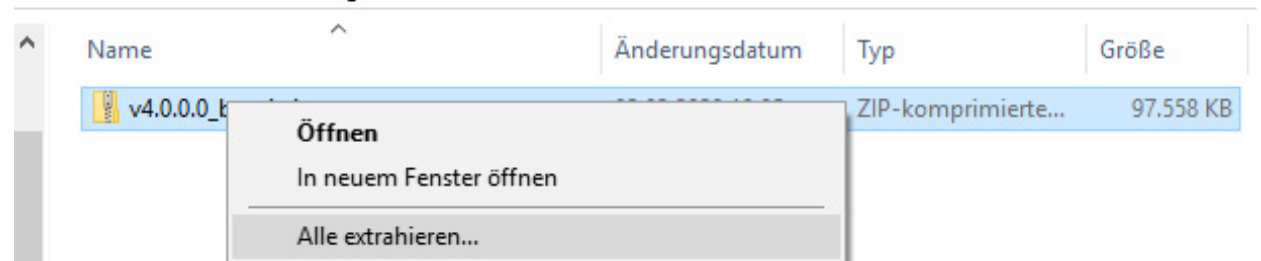 Name Änderungsdatum Typ Größe
v4.0.0.0_b ZIP-komprimierte... 97.558 KB
Öffnen
In neuem Fenster öffnen
Alle extrahieren...